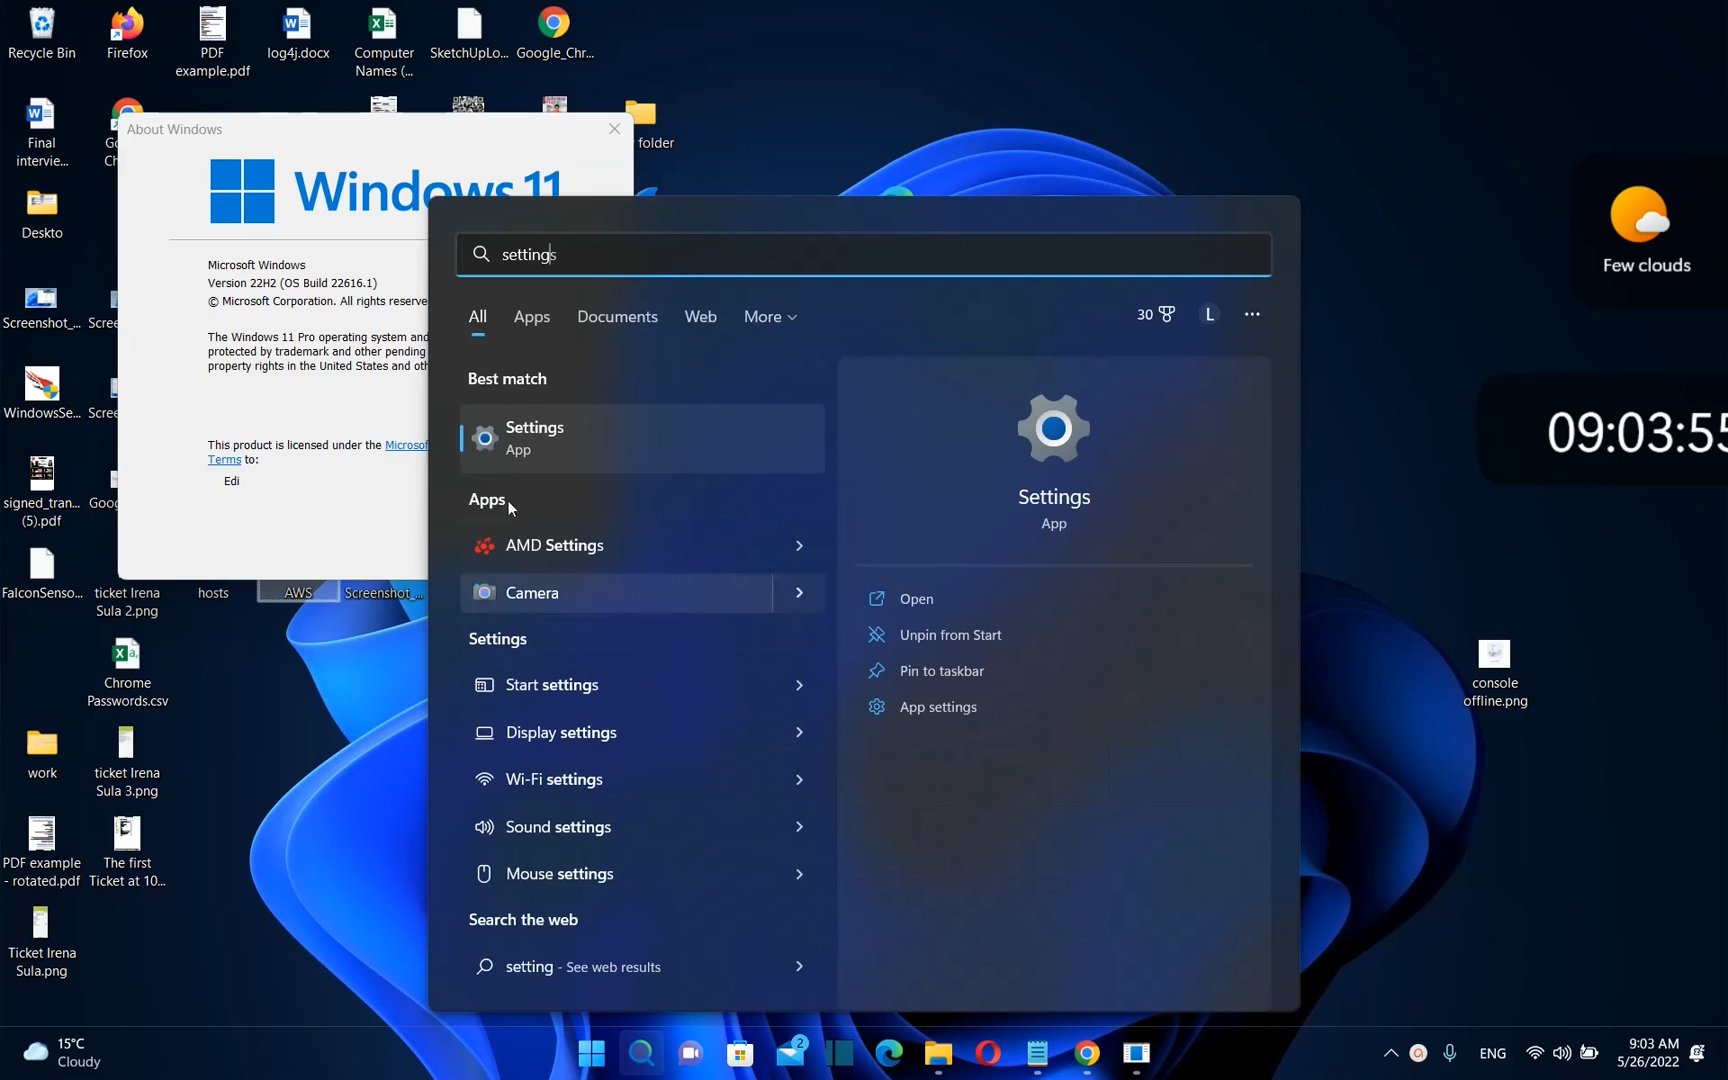 Recycle Bin
Firefox
PDF
example.pdf
log4j.docx
Computer
Names (...
SketchUpLo...
Google_Chr...
Final
intervie...
folder
Deskto
Screenshot_...
WindowsSe...
signed_tran...
(5).pdf
FalconSenso...
ticket Irena
Sula 2.png
hosts
AWS
Screenshot_...
Chrome
Passwords.csv
work
ticket Irena
Sula 3.png
PDF example
- rotated.pdf
The first
Ticket at 10...
Ticket Irena
Sula.png
About Windows
Windows 11
Microsoft Windows
Version 22H2 (OS Build 22616.1)
© Microsoft Corporation. All rights reserve
The Windows 11 Pro operating system and
protected by trademark and other pending
property rights in the United States and oth
This product is licensed under the Microsof
Terms to:
Edi
settings
All
Apps
Documents
Web
More
30
L
Best match
Settings
App
Apps
AMD Settings
Camera
Settings
Start settings
Display settings
Wi-Fi settings
Sound settings
Mouse settings
Search the web
setting - See web results
Settings
App
Open
Unpin from Start
Pin to taskbar
App settings
Few clouds
09:03:55
console
offline.png
15°C
Cloudy
2
ENG
9:03 AM
5/26/2022